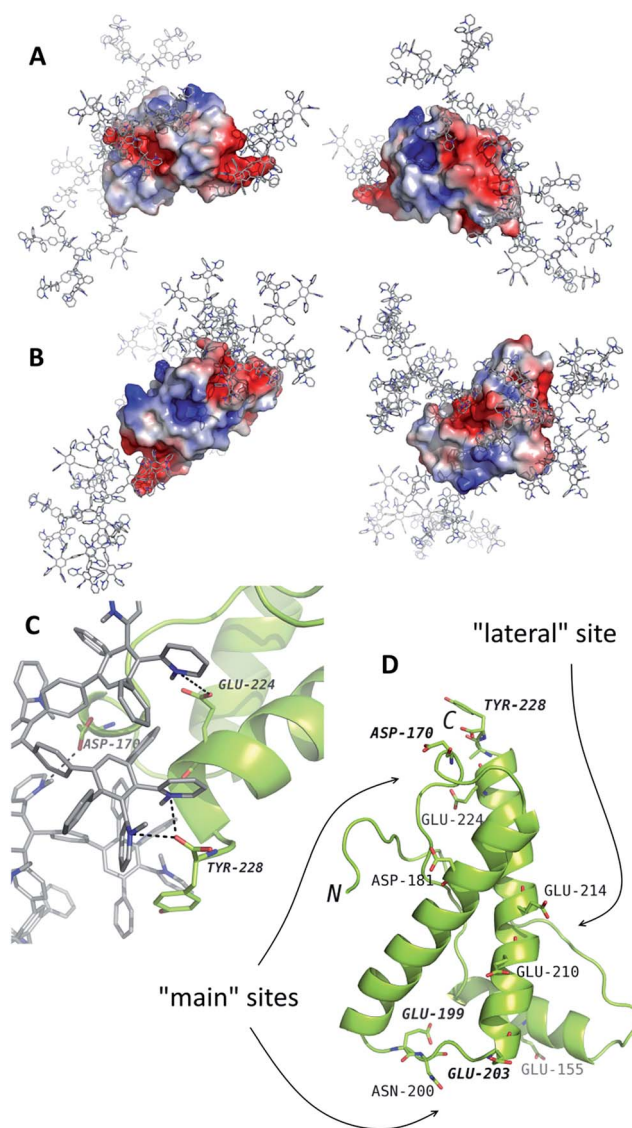 A
B
C
GLU-224
ASP-170
TYR-228
"main" sites
"lateral" site
D
C
TYR-228
ASP-170
GLU-224
N
ASP-181
GLU-214
GLU-210
GLU-199
ASN-200
GLU-203
GLU-155